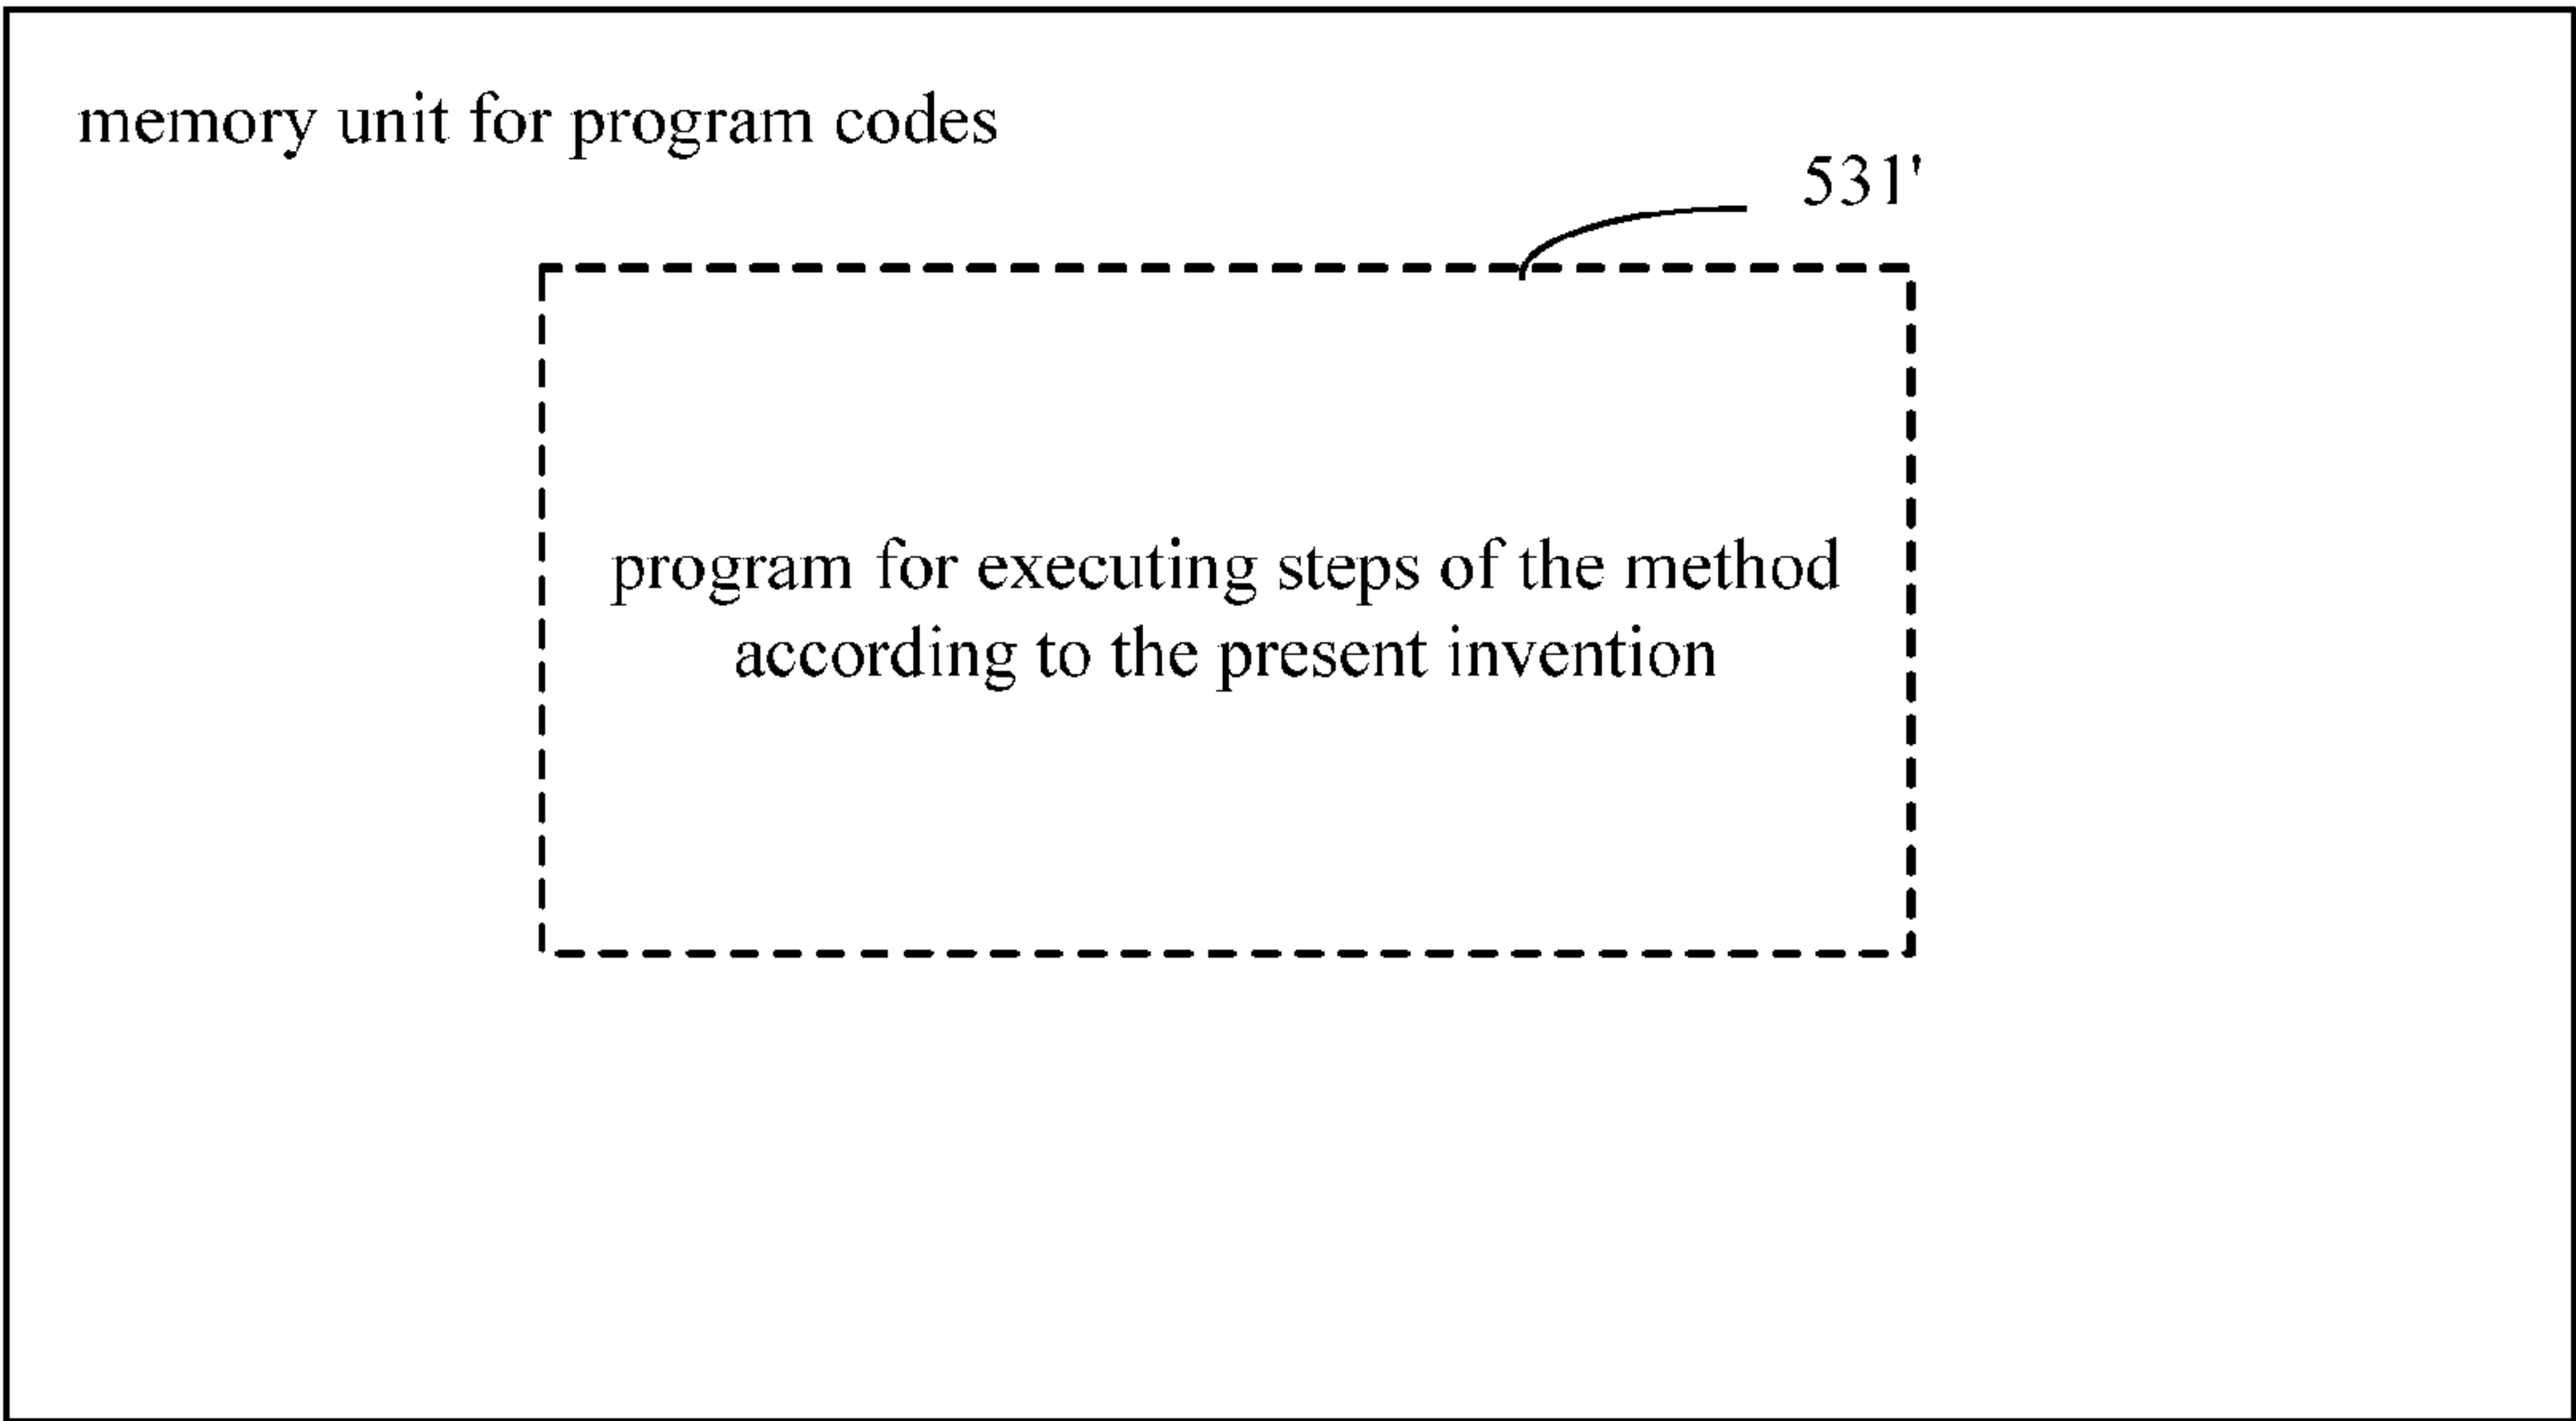 memory unit for program codes
531'
program for executing steps of the method
according to the present invention